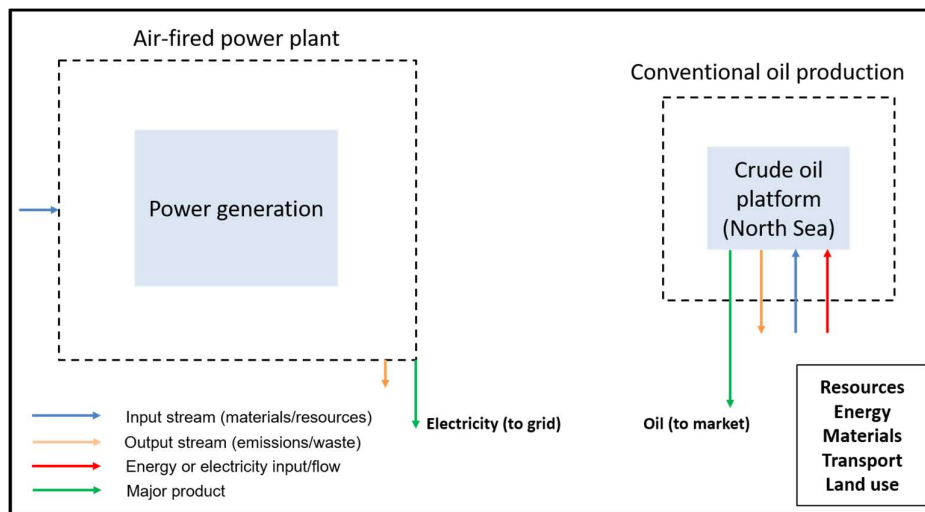 Air-fired power plant
Conventional oil production
Power generation
Crude oil
platform
(North Sea)
Input stream (materials/resources)
Output stream (emissions/waste)
Energy or electricity input/flow
Major product
Electricity (to grid)
Oil (to market)
Resources
Energy
Materials
Transport
Land use